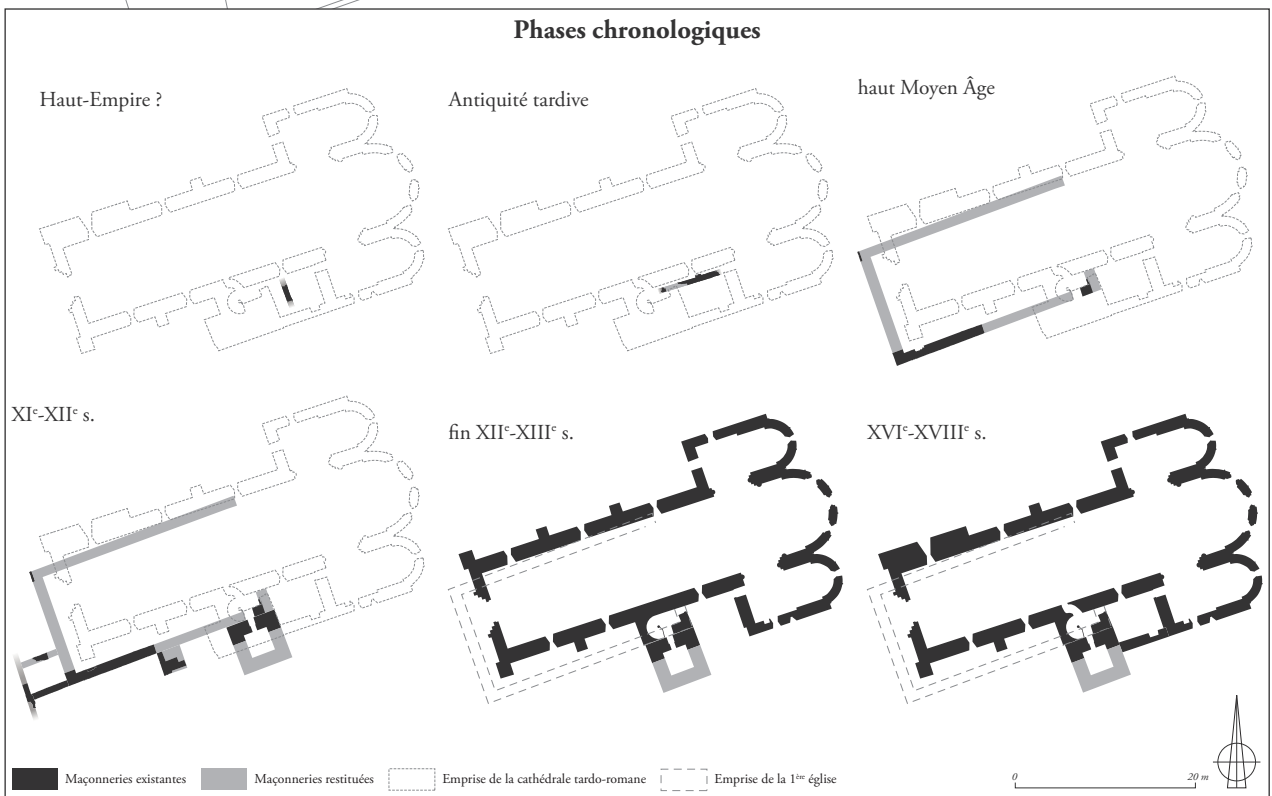 Phases chronologiques
Haut-Empire ?
Antiquité tardive
haut Moyen Âge
XIᵉ-XIIᵉ s.
fin XIIᵉ-XIIIᵉ s.
XVIᵉ-XVIIIᵉ s.
Maçonneries existantes
Maçonneries restituées
Emprise de la cathédrale tardo-romane
Emprise de la 1ᵉʳᵉ église
0 20 m